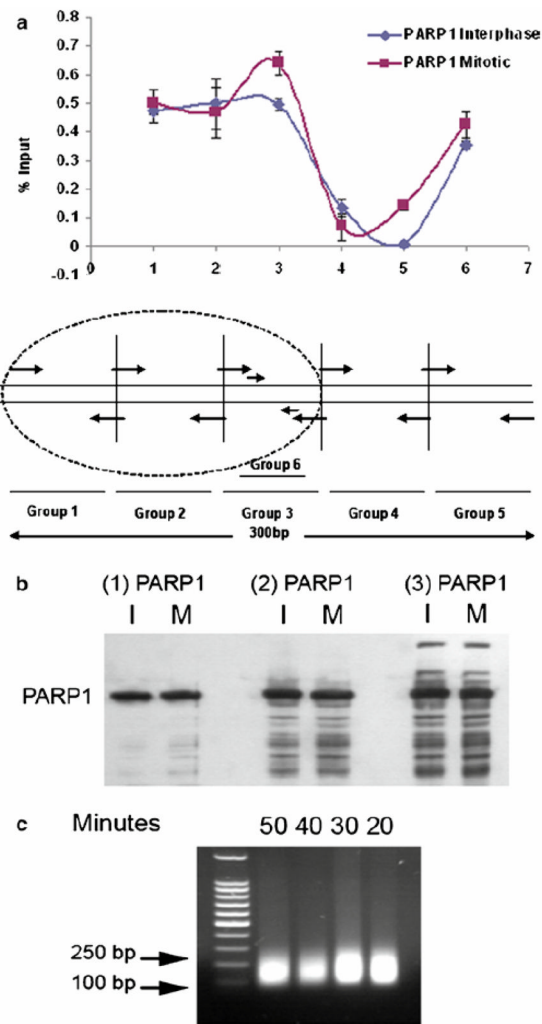 a
0.8
0.7
0.6
0.5
0.4
0.3
0.2
0.1
0
-0.1
% Input
PARP1 Interphase
PARP1 Mitotic
0 1 2 3 4 5 6 7
Group 6
Group 1 Group 2 Group 3 Group 4 Group 5
300bp
b (1) PARP1 (2) PARP1 (3) PARP1
I M I M I M
PARP1
c Minutes 50 40 30 20
250 bp
100 bp